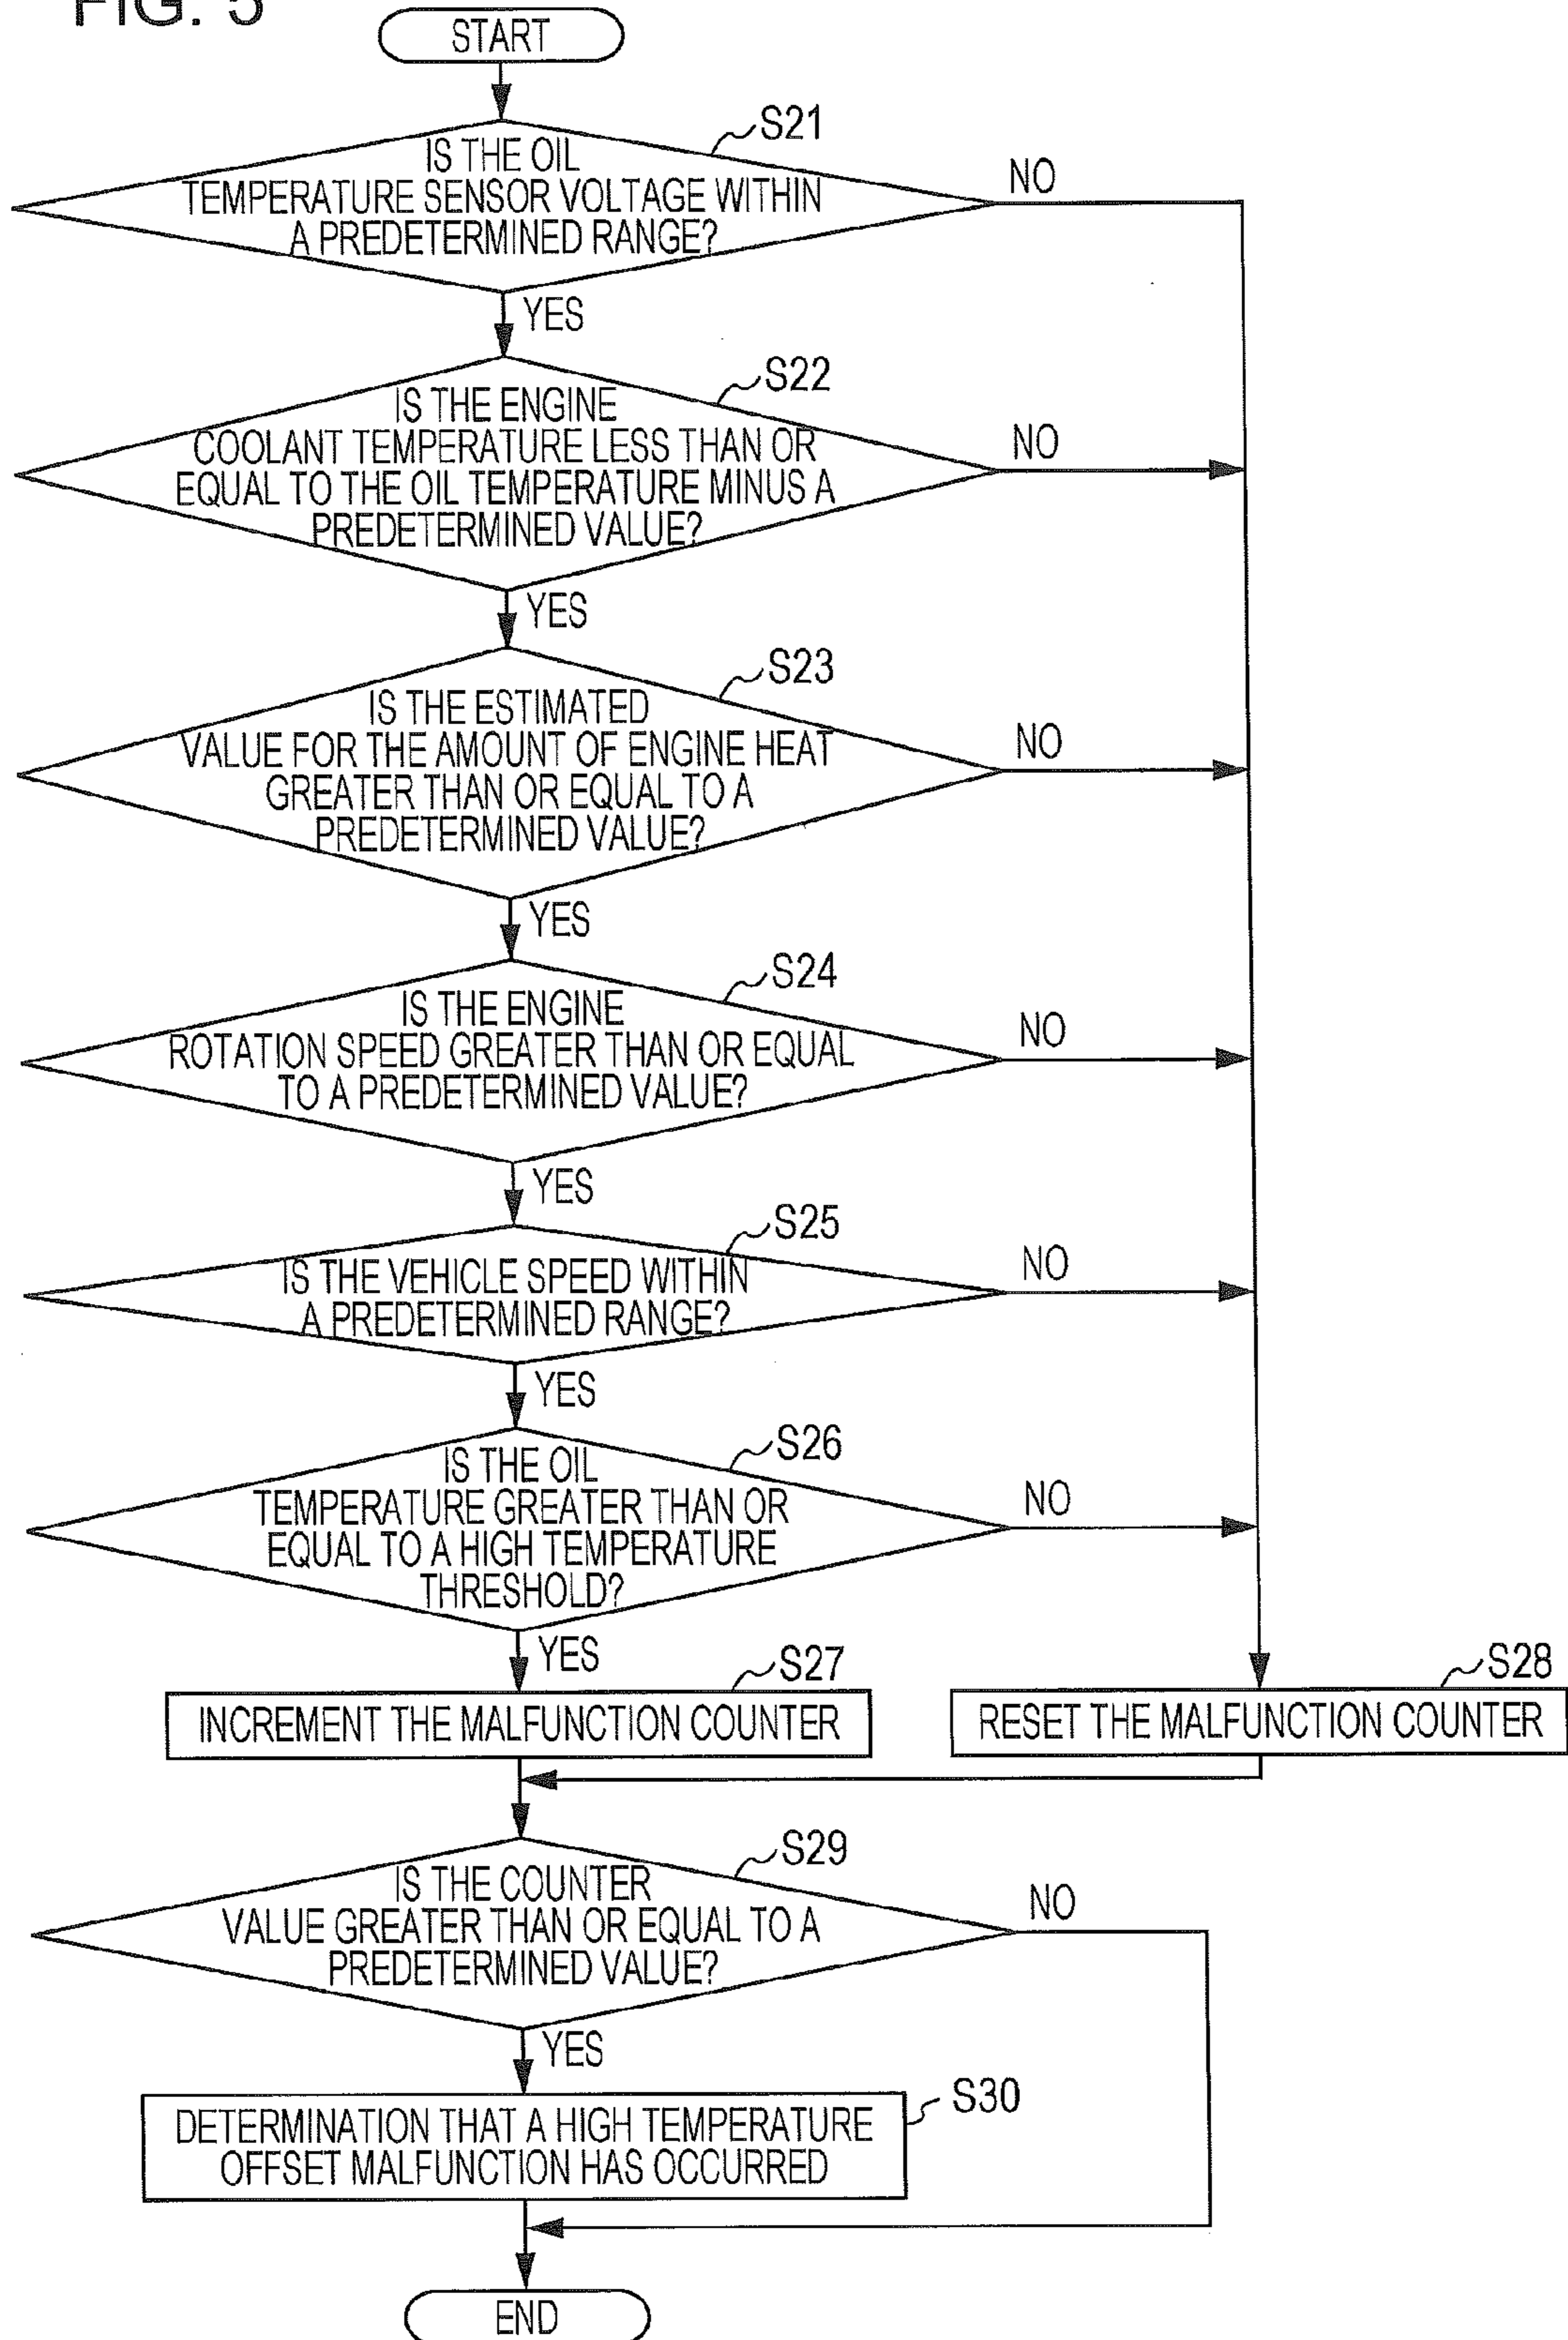 FIG. 5
START
S21
IS THE OIL
TEMPERATURE SENSOR VOLTAGE WITHIN
A PREDETERMINED RANGE?
NO
YES
S22
IS THE ENGINE
COOLANT TEMPERATURE LESS THAN OR
EQUAL TO THE OIL TEMPERATURE MINUS A
PREDETERMINED VALUE?
NO
YES
S23
IS THE ESTIMATED
VALUE FOR THE AMOUNT OF ENGINE HEAT
GREATER THAN OR EQUAL TO A
PREDETERMINED VALUE?
NO
YES
S24
IS THE ENGINE
ROTATION SPEED GREATER THAN OR EQUAL
TO A PREDETERMINED VALUE?
NO
YES
S25
IS THE VEHICLE SPEED WITHIN
A PREDETERMINED RANGE?
NO
YES
S26
IS THE OIL
TEMPERATURE GREATER THAN OR
EQUAL TO A HIGH TEMPERATURE
THRESHOLD?
NO
YES
S27
INCREMENT THE MALFUNCTION COUNTER
S28
RESET THE MALFUNCTION COUNTER
S29
IS THE COUNTER
VALUE GREATER THAN OR EQUAL TO A
PREDETERMINED VALUE?
NO
YES
S30
DETERMINATION THAT A HIGH TEMPERATURE
OFFSET MALFUNCTION HAS OCCURRED
END